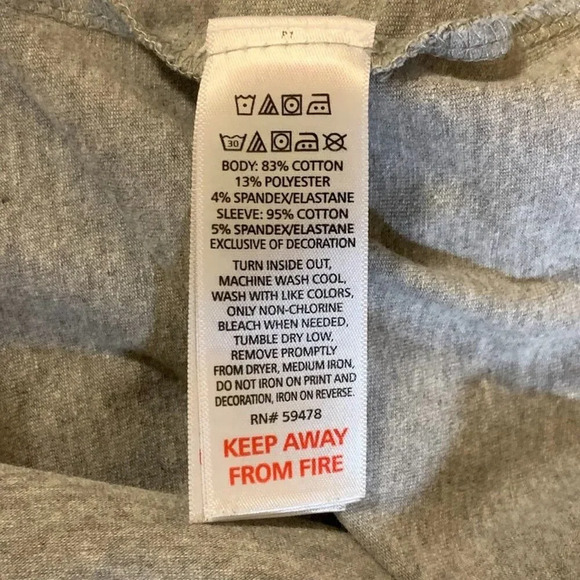 30
BODY: 83% COTTON
13% POLYESTER
4% SPANDEX/ELASTANE
SLEEVE: 95% COTTON
5% SPANDEX/ELASTANE
EXCLUSIVE OF DECORATION
TURN INSIDE OUT,
MACHINE WASH COOL,
WASH WITH LIKE COLORS,
ONLY NON-CHLORINE
BLEACH WHEN NEEDED,
TUMBLE DRY LOW,
REMOVE PROMPTLY
FROM DRYER, MEDIUM IRON,
DO NOT IRON ON PRINT AND
DECORATION, IRON ON REVERSE.
RN# 59478
KEEP AWAY
FROM FIRE